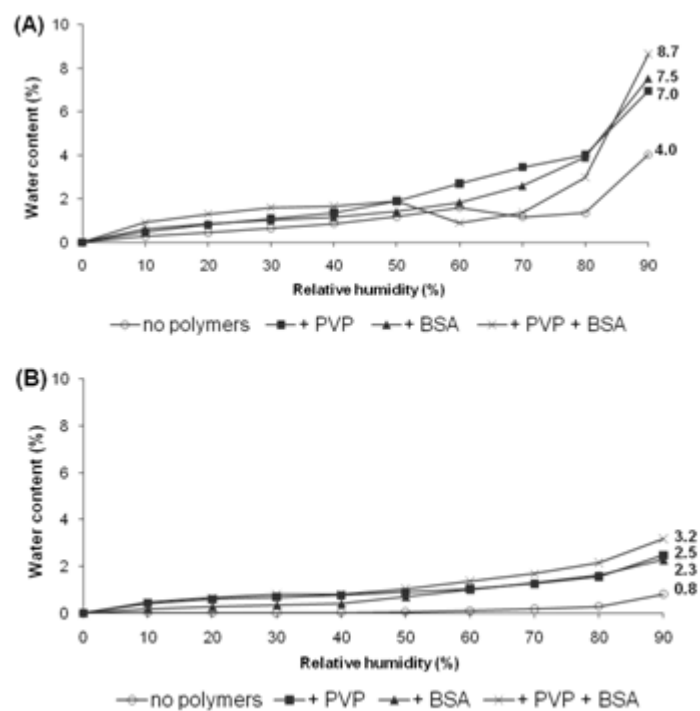 (A)
10
8
6
4
2
0
Water content (%)
8.7
7.5
7.0
4.0
0 10 20 30 40 50 60 70 80 90
Relative humidity (%)
no polymers + PVP + BSA + PVP + BSA
(B)
10
8
6
4
2
0
Water content (%)
3.2
2.5
2.3
0.8
0 10 20 30 40 50 60 70 80 90
Relative humidity (%)
no polymers + PVP + BSA + PVP + BSA